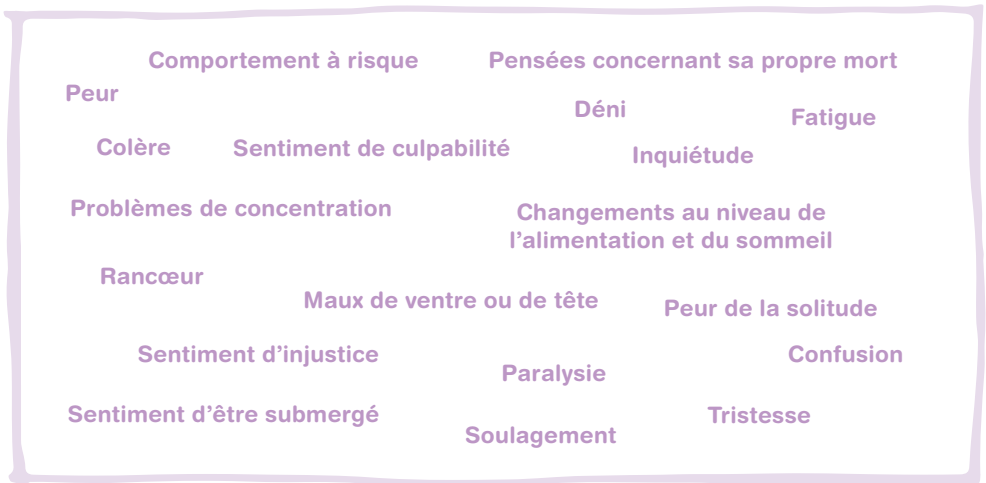 Comportement à risque
Pensées concernant sa propre mort
Peur
Déni
Fatigue
Colère
Sentiment de culpabilité
Inquiétude
Problèmes de concentration
Changements au niveau de
l’alimentation et du sommeil
Rancœur
Maux de ventre ou de tête
Peur de la solitude
Sentiment d’injustice
Confusion
Paralysie
Sentiment d’être submergé
Tristesse
Soulagement